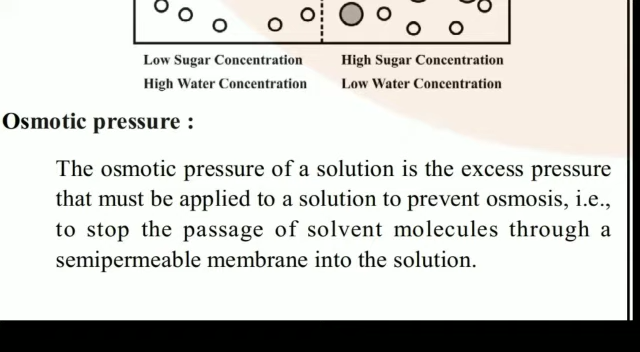 Low Sugar Concentration High Sugar Concentration
High Water Concentration Low Water Concentration
Osmotic pressure :
The osmotic pressure of a solution is the excess pressure
that must be applied to a solution to prevent osmosis, i.e.,
to stop the passage of solvent molecules through a
semipermeable membrane into the solution.